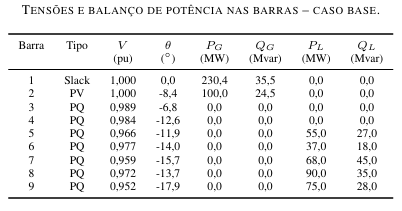 TENSÕES E BALANÇO DE POTÊNCIA NAS BARRAS – CASO BASE.
Barra Tipo V θ P_G Q_G P_L Q_L
(pu) (°) (MW) (Mvar) (MW) (Mvar)
1 Slack 1,000 0,0 230,4 35,5 0,0 0,0
2 PV 1,000 -8,4 100,0 24,5 0,0 0,0
3 PQ 0,989 -6,8 0,0 0,0 0,0 0,0
4 PQ 0,984 -12,6 0,0 0,0 0,0 0,0
5 PQ 0,966 -11,9 0,0 0,0 55,0 27,0
6 PQ 0,977 -14,0 0,0 0,0 37,0 18,0
7 PQ 0,959 -15,7 0,0 0,0 68,0 45,0
8 PQ 0,972 -13,7 0,0 0,0 90,0 35,0
9 PQ 0,952 -17,9 0,0 0,0 75,0 28,0